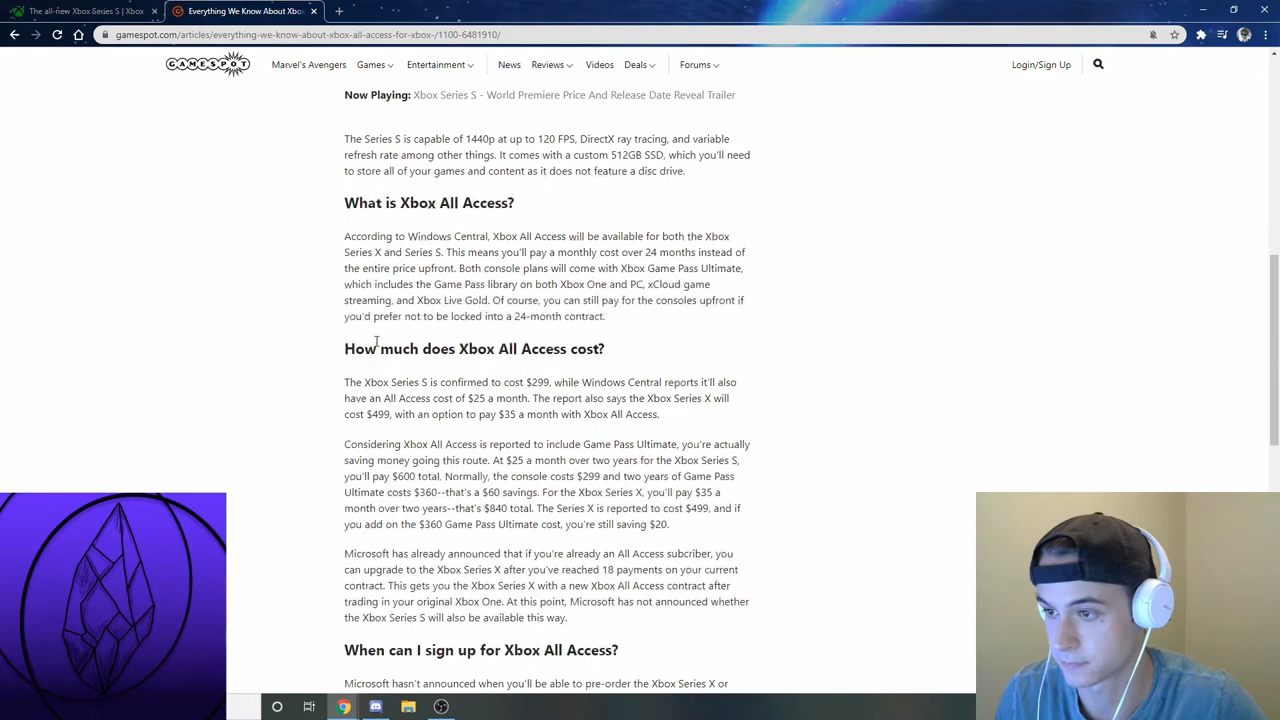 The all-new Xbox Series S | Xbox
Everything We Know About Xbox
gamespot.com/articles/everything-we-know-about-xbox-all-access-for-xbox-/1100-6481910/
GAMESPOT
Marvel's Avengers Games Entertainment News Reviews Videos Deals Forums Login/Sign Up
Now Playing: Xbox Series S - World Premiere Price And Release Date Reveal Trailer
The Series S is capable of 1440p at up to 120 FPS, DirectX ray tracing, and variable
refresh rate among other things. It comes with a custom 512GB SSD, which you'll need
to store all of your games and content as it does not feature a disc drive.
What is Xbox All Access?
According to Windows Central, Xbox All Access will be available for both the Xbox
Series X and Series S. This means you'll pay a monthly cost over 24 months instead of
the entire price upfront. Both console plans will come with Xbox Game Pass Ultimate,
which includes the Game Pass library on both Xbox One and PC, xCloud game
streaming, and Xbox Live Gold. Of course, you can still pay for the consoles upfront if
you'd prefer not to be locked into a 24-month contract.
How much does Xbox All Access cost?
The Xbox Series S is confirmed to cost $299, while Windows Central reports it'll also
have an All Access cost of $25 a month. The report also says the Xbox Series X will
cost $499, with an option to pay $35 a month with Xbox All Access.
Considering Xbox All Access is reported to include Game Pass Ultimate, you're actually
saving money going this route. At $25 a month over two years for the Xbox Series S,
you'll pay $600 total. Normally, the console costs $299 and two years of Game Pass
Ultimate costs $360--that's a $60 savings. For the Xbox Series X, you'll pay $35 a
month over two years--that's $840 total. The Series X is reported to cost $499, and if
you add on the $360 Game Pass Ultimate cost, you're still saving $20.
Microsoft has already announced that if you're already an All Access subcriber, you
can upgrade to the Xbox Series X after you've reached 18 payments on your current
contract. This gets you the Xbox Series X with a new Xbox All Access contract after
trading in your original Xbox One. At this point, Microsoft has not announced whether
the Xbox Series S will also be available this way.
When can I sign up for Xbox All Access?
Microsoft hasn't announced when you'll be able to pre-order the Xbox Series X or